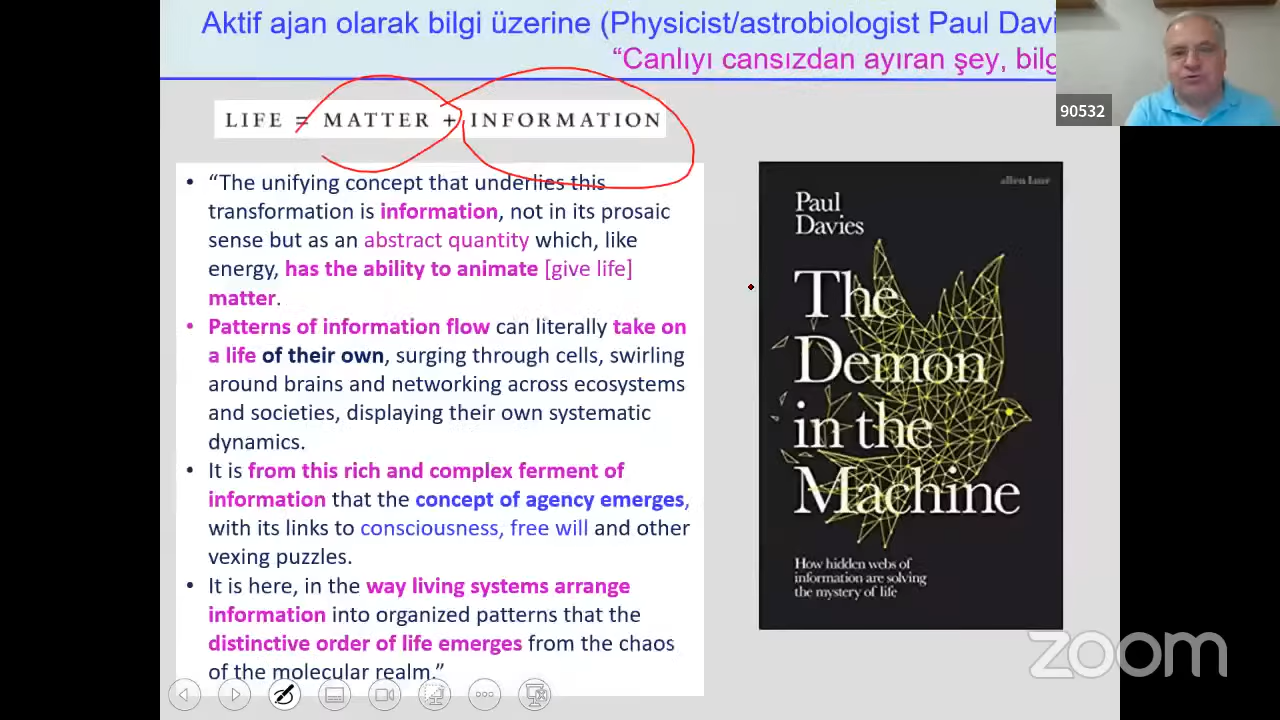 Aktif ajan olarak bilgi üzerine (Physicist/astrobiologist Paul Davi
“Canlıyı cansızdan ayıran şey, bilg
90532
LIFE = MATTER + INFORMATION
• “The unifying concept that underlies this
transformation is information, not in its prosaic
sense but as an abstract quantity which, like
energy, has the ability to animate [give life]
matter.
• Patterns of information flow can literally take on
a life of their own, surging through cells, swirling
around brains and networking across ecosystems
and societies, displaying their own systematic
dynamics.
• It is from this rich and complex ferment of
information that the concept of agency emerges,
with its links to consciousness, free will and other
vexing puzzles.
• It is here, in the way living systems arrange
information into organized patterns that the
distinctive order of life emerges from the chaos
of the molecular realm.”
allen lane
Paul
Davies
The
Demon
in the
Machine
How hidden webs of
information are solving
the mystery of life
zoom